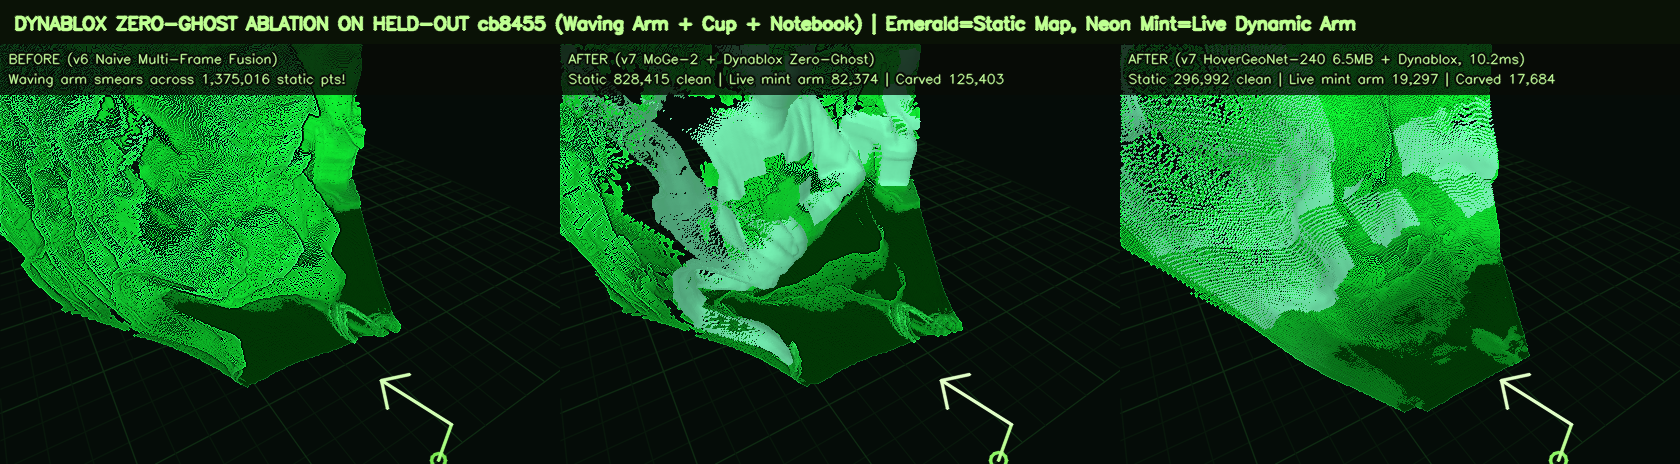 DYNABLOX ZERO-GHOST ABLATION ON HELD-OUT cb8455 (Waving Arm + Cup + Notebook) | Emerald=Static Map, Neon Mint=Live Dynamic Arm
BEFORE (v6 Naive Multi-Frame Fusion)
Waving arm smears across 1,375,016 static pts!
AFTER (v7 MoGe-2 + Dynablox Zero-Ghost)
Static 828,415 clean | Live mint arm 82,374 | Carved 125,403
AFTER (v7 HoverGeoNet-240 6.5MB + Dynablox, 10.2ms)
Static 296,992 clean | Live mint arm 19,297 | Carved 17,684